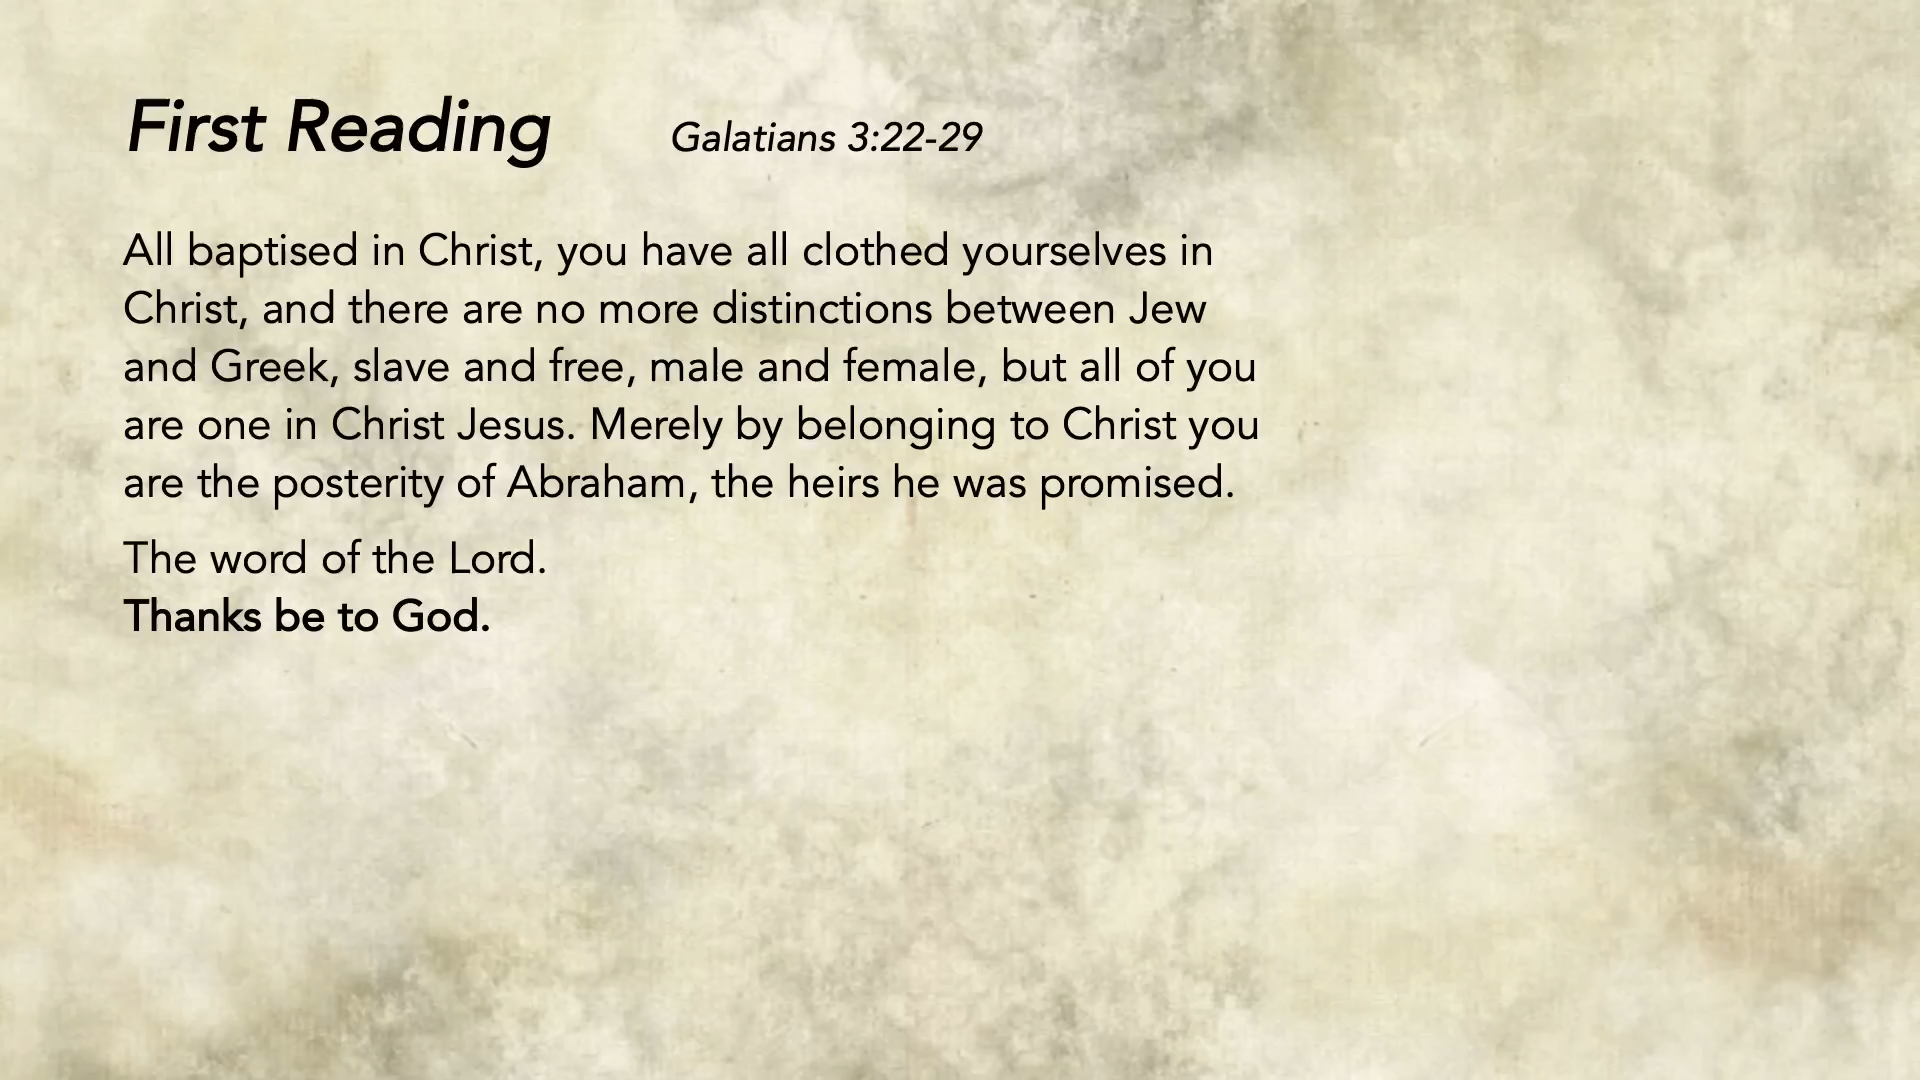 First Reading Galatians 3:22-29
All baptised in Christ, you have all clothed yourselves in
Christ, and there are no more distinctions between Jew
and Greek, slave and free, male and female, but all of you
are one in Christ Jesus. Merely by belonging to Christ you
are the posterity of Abraham, the heirs he was promised.
The word of the Lord.
Thanks be to God.